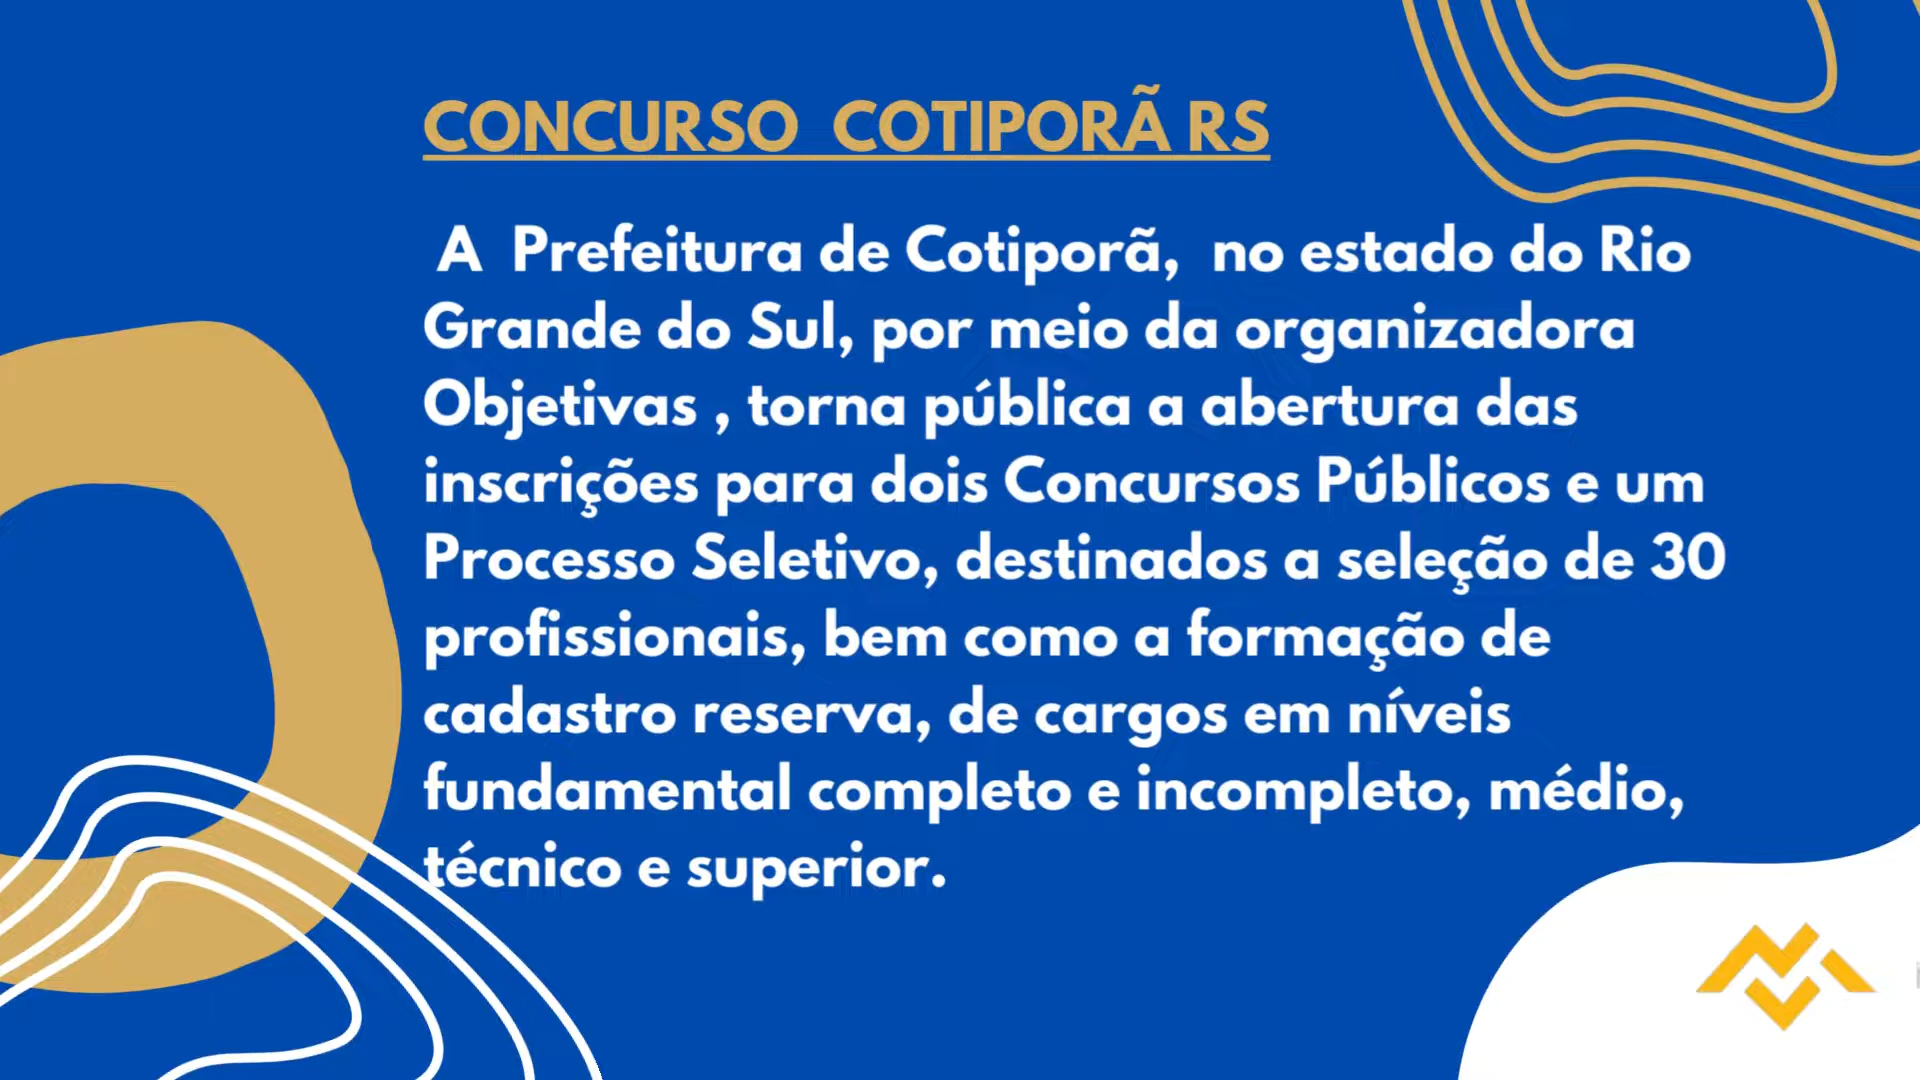 CONCURSO COTIPORÃ RS
A Prefeitura de Cotiporã, no estado do Rio
Grande do Sul, por meio da organizadora
Objetivas , torna pública a abertura das
inscrições para dois Concursos Públicos e um
Processo Seletivo, destinados a seleção de 30
profissionais, bem como a formação de
cadastro reserva, de cargos em níveis
fundamental completo e incompleto, médio,
técnico e superior.